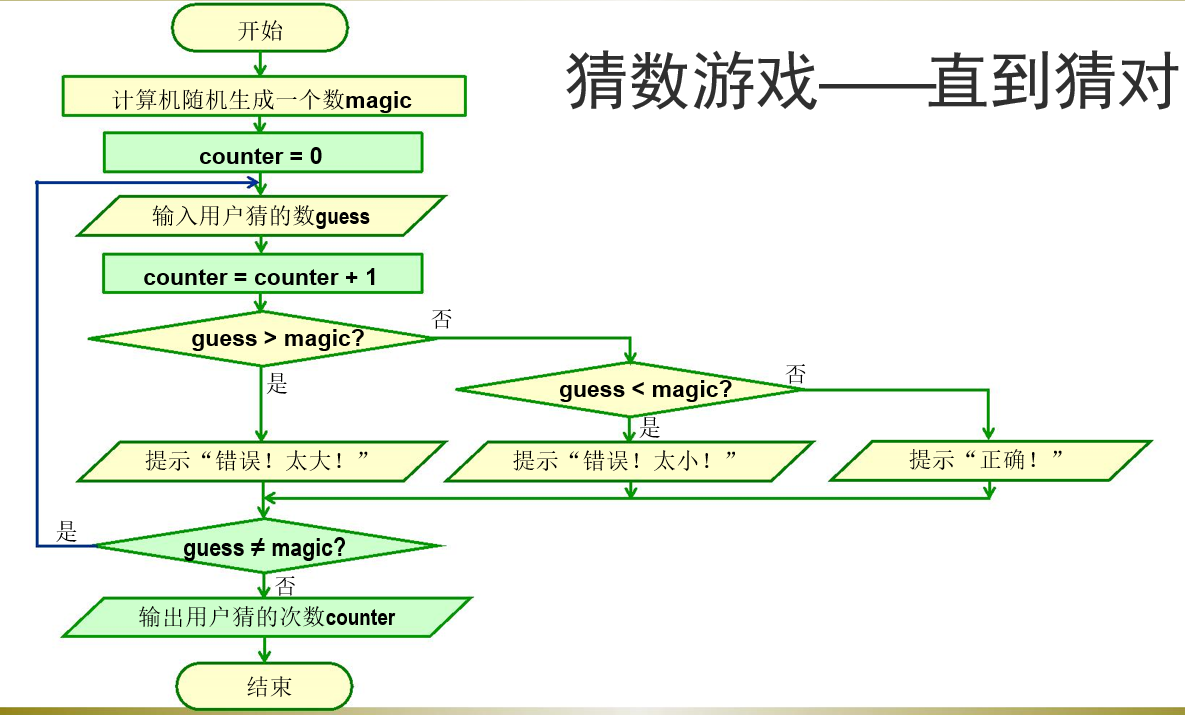 开始
猜数游戏——直到猜对
计算机随机生成一个数magic
counter = 0
输入用户猜的数guess
counter = counter + 1
guess > magic?
否
是
guess < magic?
否
是
提示“错误！太大！”
提示“错误！太小！”
提示“正确！”
guess ≠ magic?
是
否
输出用户猜的次数counter
结束